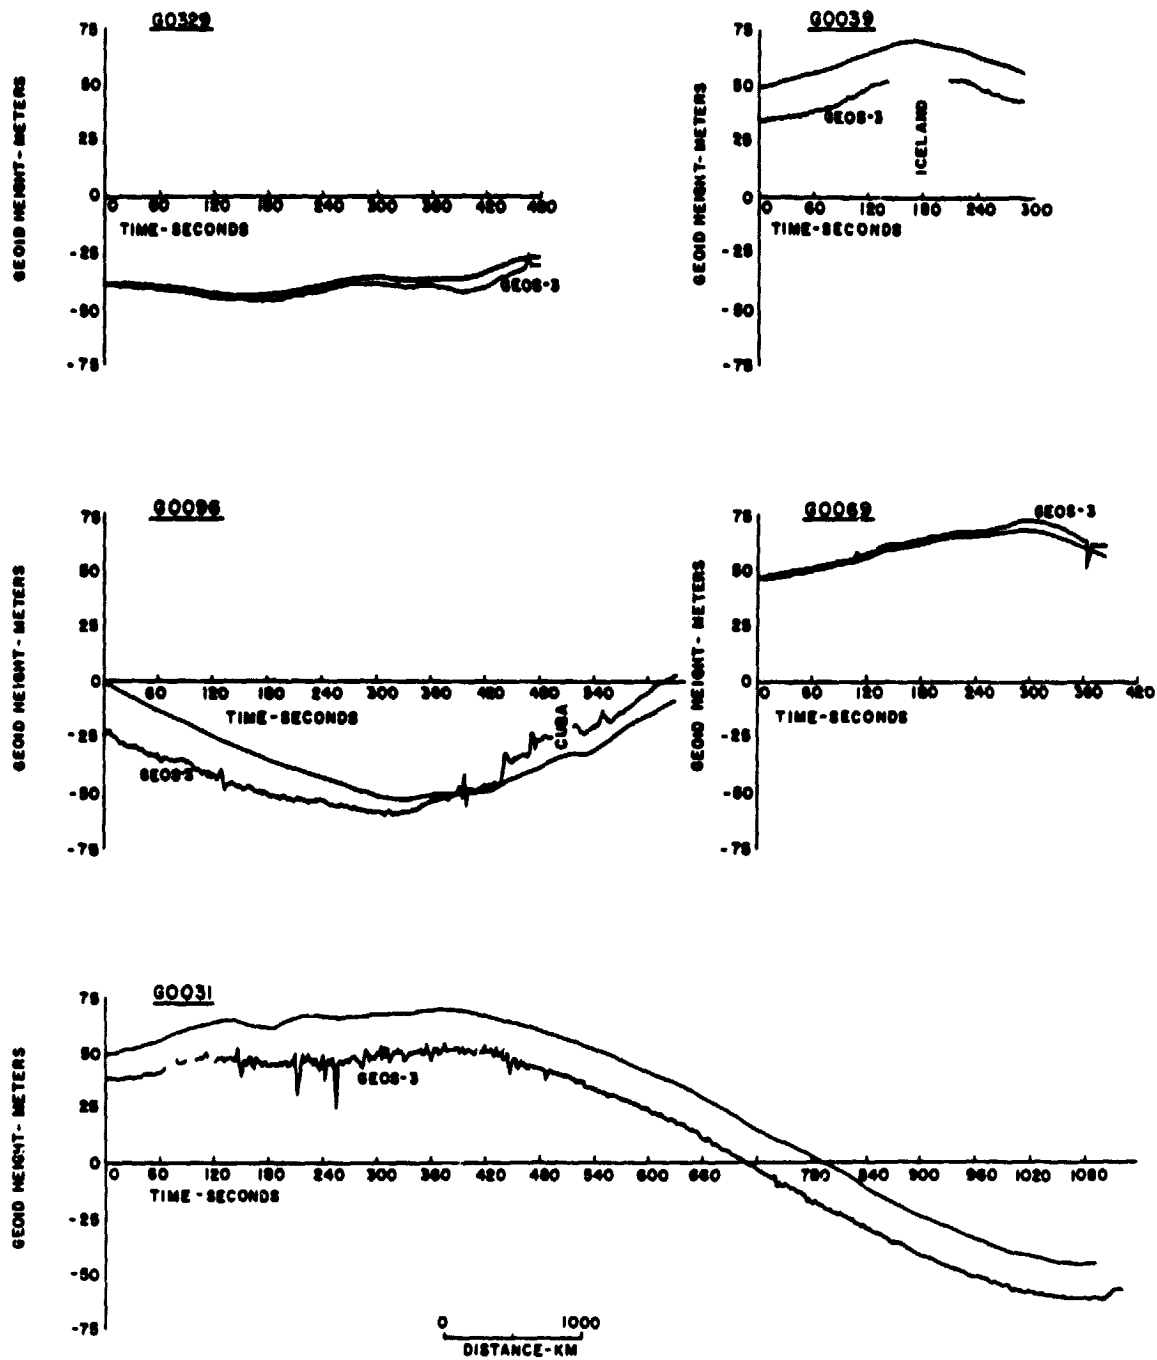 G0329
75
50
25
0
-25
-50
-75
GEOID HEIGHT-METERS
0 60 120 180 240 300 360 420 480
TIME-SECONDS
GEOS-3
G0039
75
50
25
0
-25
-50
-75
GEOID HEIGHT-METERS
GEOS-3
ICELAND
0 60 120 180 240 300
TIME-SECONDS
G0096
75
50
25
0
-25
-50
-75
GEOID HEIGHT-METERS
60 120 180 240 300 360 420 480 540
TIME-SECONDS
CUBA
GEOS-3
G0069
75
50
25
0
-25
-50
-75
GEOID HEIGHT-METERS
GEOS-3
0 60 120 180 240 300 360 420
TIME-SECONDS
G0031
75
50
25
0
-25
-50
-75
GEOID HEIGHT-METERS
GEOS-3
0 60 120 180 240 300 360 420 480 540 600 660 780 840 900 960 1020 1080
TIME-SECONDS
0 1000
DISTANCE-KM